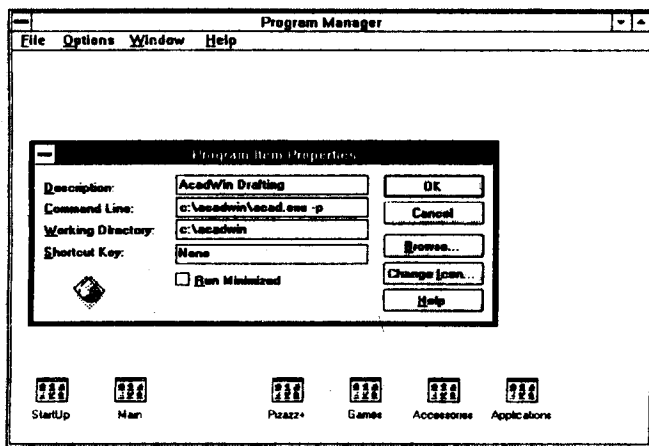 Program Manager
File Options Window Help
Program Item Properties
Description: AcadWin Drafting
Command Line: c:\acadwin\acad.exe -p
Working Directory: c:\acadwin
Shortcut Key: None
Run Minimized
OK
Cancel
Browse...
Change Icon...
Help
StartUp Main Pizazz+ Games Accessories Applications